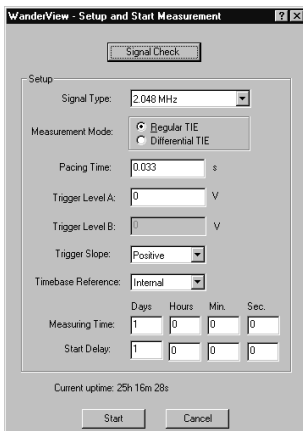 WanderView - Setup and Start Measurement
Signal Check
Setup
Signal Type: 2.048 MHz
Measurement Mode: Regular TIE
Differential TIE
Pacing Time: 0.033 s
Trigger Level A: 0 V
Trigger Level B: 0 V
Trigger Slope: Positive
Timebase Reference: Internal
Days Hours Min. Sec.
Measuring Time: 1 0 0 0
Start Delay: 1 0 0 0
Current uptime: 25h 16m 28s
Start Cancel